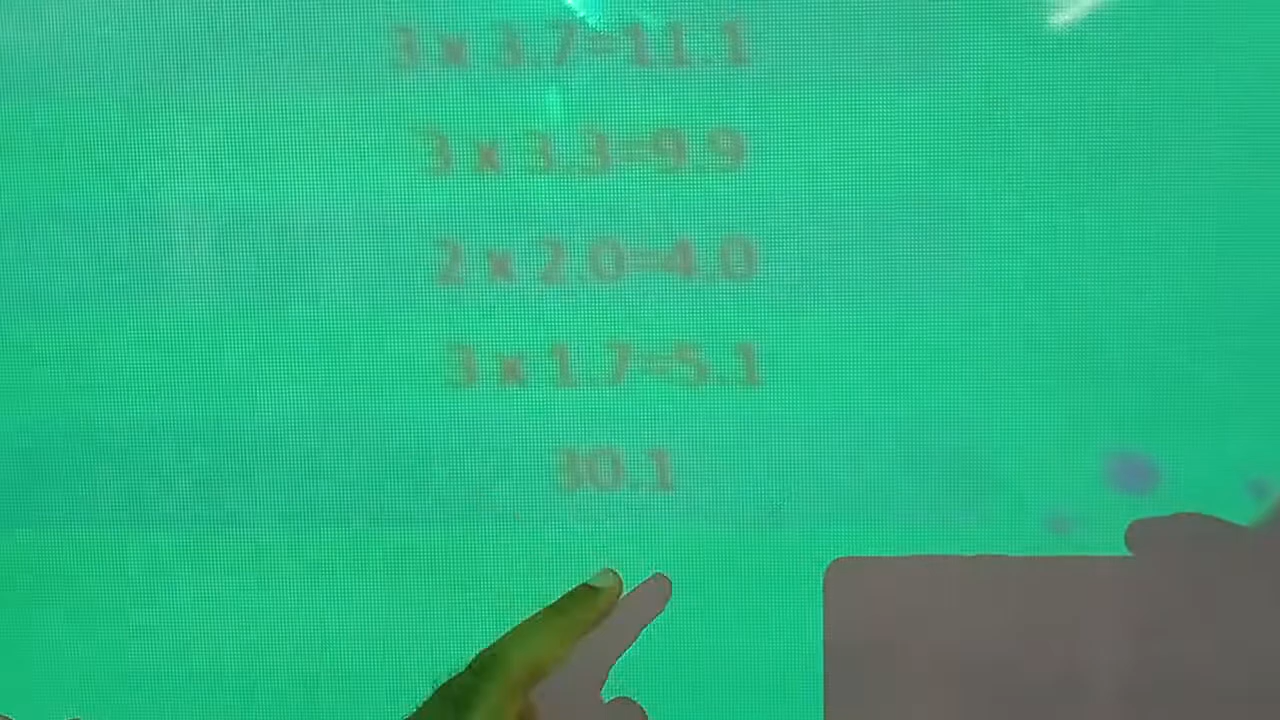 3 x 3.7=11.1
3 x 3.3=9.9
2 x 2.0=4.0
3 x 1.7=5.1
30.1